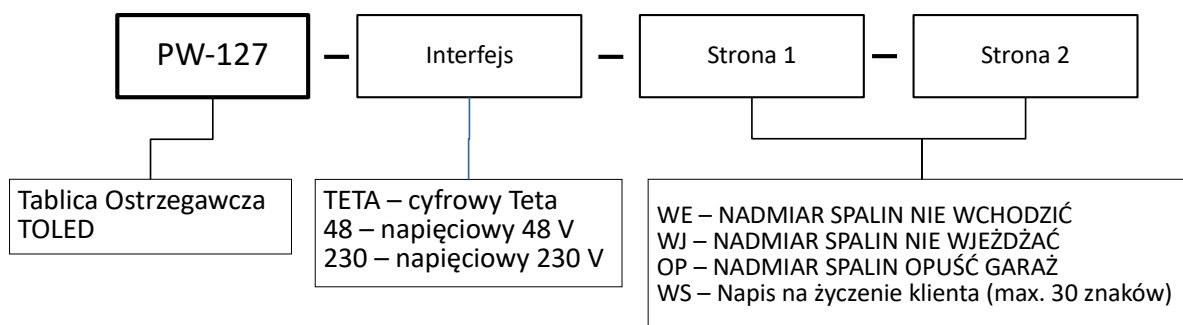 PW-127 – Interfejs – Strona 1 – Strona 2
Tablica Ostrzegawcza
TOLED
TETA – cyfrowy Teta
48 – napięciowy 48 V
230 – napięciowy 230 V
WE – NADMIAR SPALIN NIE WCHODZIĆ
WJ – NADMIAR SPALIN NIE WJEŻDŻAĆ
OP – NADMIAR SPALIN OPUŚĆ GARAŻ
WS – Napis na życzenie klienta (max. 30 znaków)